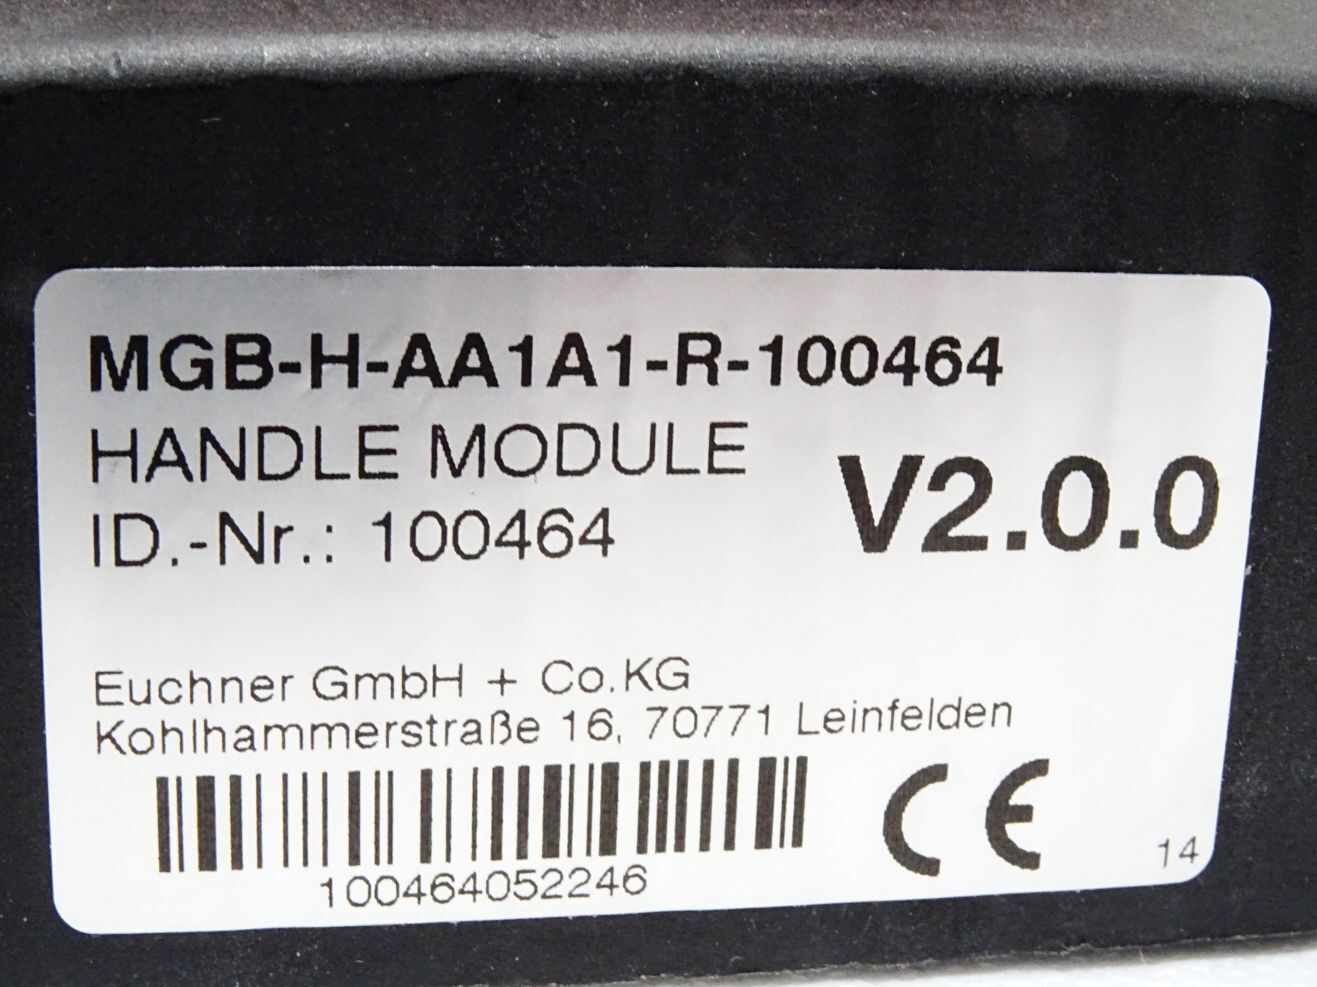 MGB-H-AA1A1-R-100464
HANDLE MODULE
ID.-Nr.: 100464
V2.0.0
Euchner GmbH + Co.KG
Kohlhammerstraße 16, 70771 Leinfelden
100464052246
CE
14